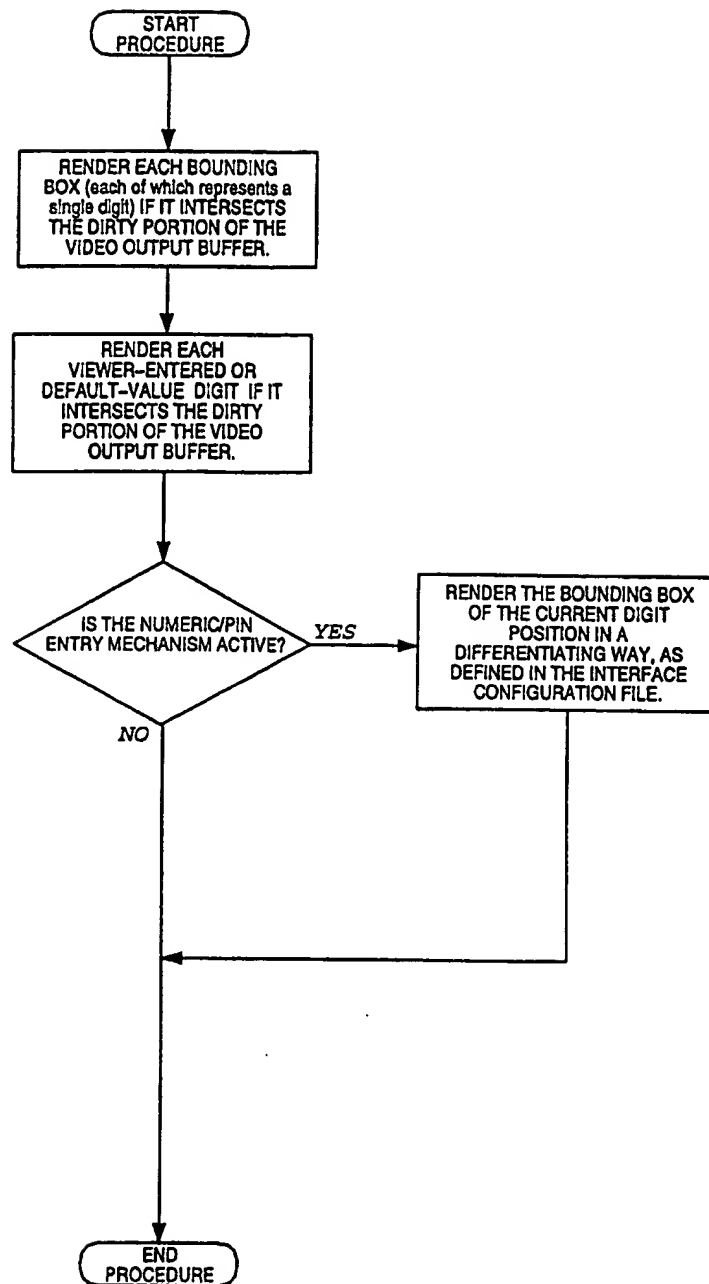 START
PROCEDURE
RENDER EACH BOUNDING
BOX (each of which represents a
single digit) IF IT INTERSECTS
THE DIRTY PORTION OF THE
VIDEO OUTPUT BUFFER.
RENDER EACH
VIEWER-ENTERED OR
DEFAULT-VALUE DIGIT IF IT
INTERSECTS THE DIRTY
PORTION OF THE VIDEO
OUTPUT BUFFER.
IS THE NUMERIC/PIN
ENTRY MECHANISM ACTIVE?
YES
RENDER THE BOUNDING BOX
OF THE CURRENT DIGIT
POSITION IN A
DIFFERENTIATING WAY, AS
DEFINED IN THE INTERFACE
CONFIGURATION FILE.
NO
END
PROCEDURE